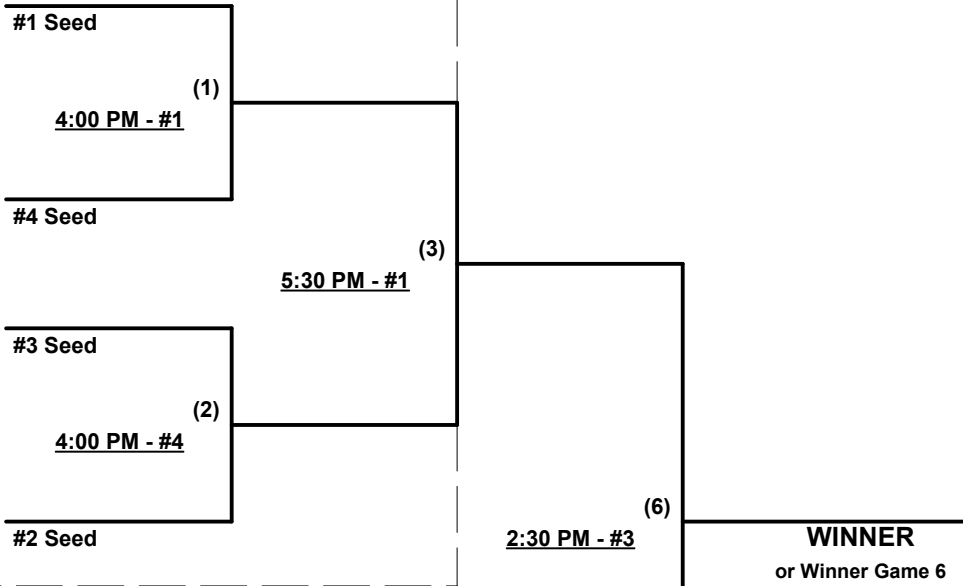 #1 Seed
(1)
4:00 PM - #1
#4 Seed
(3)
5:30 PM - #1
#3 Seed
(2)
4:00 PM - #4
#2 Seed
(6)
2:30 PM - #3
WINNER
or Winner Game 6